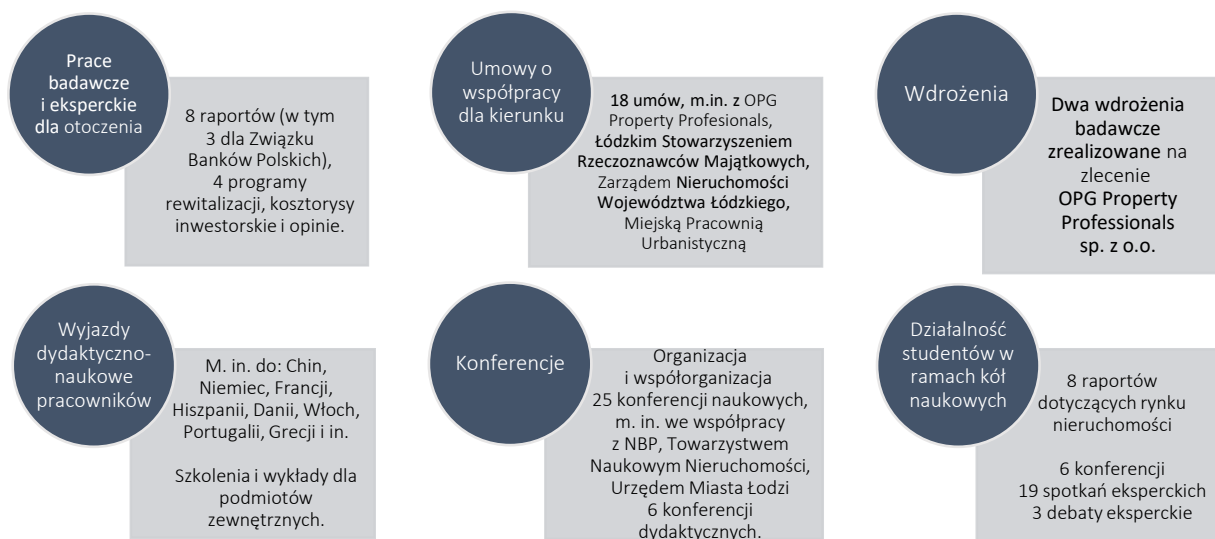 Prace
badawcze
i eksperckie
dla otoczenia
8 raportów (w tym
3 dla Związku
Banków Polskich),
4 programy
rewitalizacji, kosztorysy
inwestorskie i opinie.
Umowy o
współpracy
dla kierunku
18 umów, m.in. z OPG
Property Profesionals,
Łódzkim Stowarzyszeniem
Rzeczoznawców Majątkowych,
Zarządem Nieruchomości
Województwa Łódzkiego,
Miejską Pracownią
Urbanistyczną
Wdrożenia
Dwa wdrożenia
badawcze
zrealizowane na
zlecenie
OPG Property
Professionals
sp. z o.o.
Wyjazdy
dydaktyczno-
naukowe
pracowników
M. in. do: Chin,
Niemiec, Francji,
Hiszpanii, Danii, Włoch,
Portugalii, Grecji i in.
Szkolenia i wykłady dla
podmiotów
zewnętrznych.
Konferencje
Organizacja
i współorganizacja
25 konferencji naukowych,
m. in. we współpracy
z NBP, Towarzystwem
Naukowym Nieruchomości,
Urzędem Miasta Łodzi
6 konferencji
dydaktycznych.
Działalność
studentów w
ramach kół
naukowych
8 raportów
dotyczących rynku
nieruchomości
6 konferencji
19 spotkań eksperckich
3 debaty eksperckie